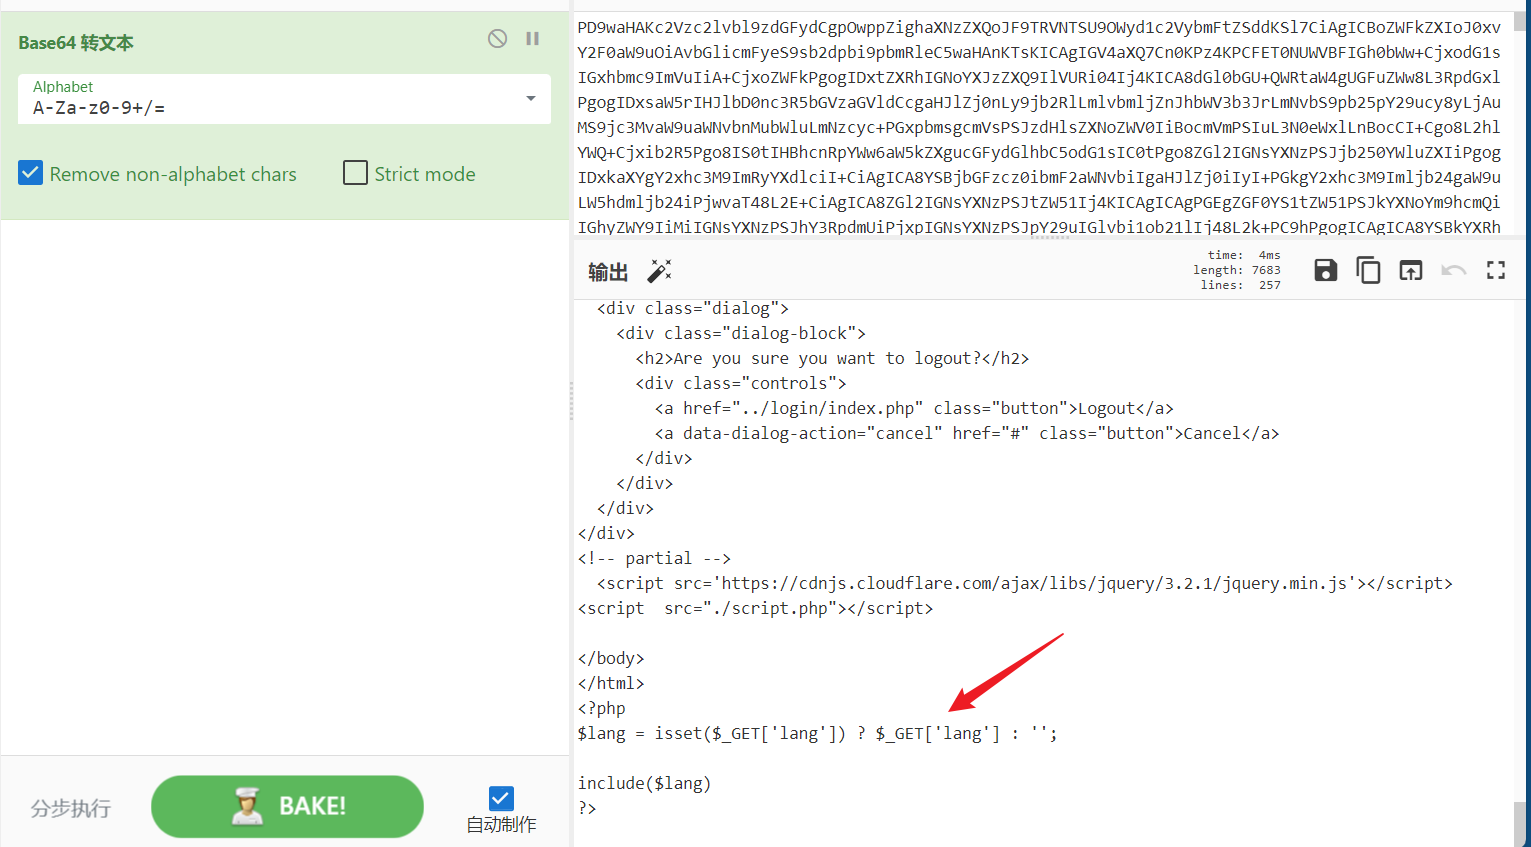 Base64 转文本
Alphabet
A-Za-z0-9+/=
Remove non-alphabet chars
Strict mode
分步执行
BAKE!
自动制作
PD9waHAKc2Vzc2lvbl9zdGFydCgpOwppZighaXNzZXQoJF9TRVNTSU9OWyd1c2VybmFtZSddKSl7CiAgICBoZWFkZXIoJ0xv
Y2F0aW9uOiAvbGlicmFyeS9sb2dpbi9pbmRleC5waHAnKTsKICAgIGV4aXQ7Cn0KPz4KPCFET0NUWVBFIGh0bWw+CjxodG1s
IGxhbmc9ImVuIiA+CjxoZWFkPgogIDxtZXRhIGNoYXJzZXQ9IlVURi04Ij4KICA8dGl0bGU+QWRtaW4gUGFuZWw8L3RpdGxl
PgogIDxsaW5rIHJlbD0nc3R5bGVzaGVldCcgaHJlZj0nLy9jb2RlLmlvbmljZnJhbWV3b3JrLmNvbS9pb25pY29ucy8yLjAu
MS9jc3MvaW9uaWNvbnMubWluLmNzcyc+PGxpbmsgcmVsPSJzdHlsZXNoZWV0IiBocmVmPSIuL3N0eWxlLnBocCI+Cgo8L2hl
YWQ+Cjxib2R5Pgo8IS0tIHBhcnRpYWw6aW5kZXgucGFydGlhbC5odG1sIC0tPgo8ZGl2IGNsYXNzPSJjb250YWluZXIiPgog
IDxkaXYgY2xhc3M9ImRyYXdlciI+CiAgICA8YSBjbGFzcz0ibmF2aWNvbiIgaHJlZj0iIyI+PGkgY2xhc3M9Imljb24gaW9u
LW5hdmljb24iPjwvaT48L2E+CiAgICA8ZGl2IGNsYXNzPSJtZW51Ij4KICAgICAgPGEgZGF0YS1tZW51PSJkYXNoYm9hcmQi
IGhyZWY9IiMiIGNsYXNzPSJhY3RpdmUiPjxpIGNsYXNzPSJpY29uIGlvbi1ob21lIj48L2k+PC9hPgogICAgICA8YSBkYXRh
输出
time: 4ms
length: 7683
lines: 257
<div class="dialog">
<div class="dialog-block">
<h2>Are you sure you want to logout?</h2>
<div class="controls">
<a href="../login/index.php" class="button">Logout</a>
<a data-dialog-action="cancel" href="#" class="button">Cancel</a>
</div>
</div>
</div>
</div>
<!-- partial -->
<script src='https://cdnjs.cloudflare.com/ajax/libs/jquery/3.2.1/jquery.min.js'></script>
<script  src="./script.php"></script>
</body>
</html>
<?php
$lang = isset($_GET['lang']) ? $_GET['lang'] : '';
include($lang)
?>